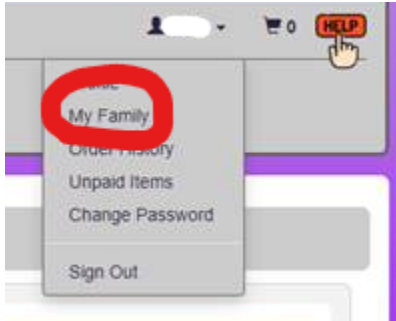 0 HELP
My Family
Order History
Unpaid Items
Change Password
Sign Out